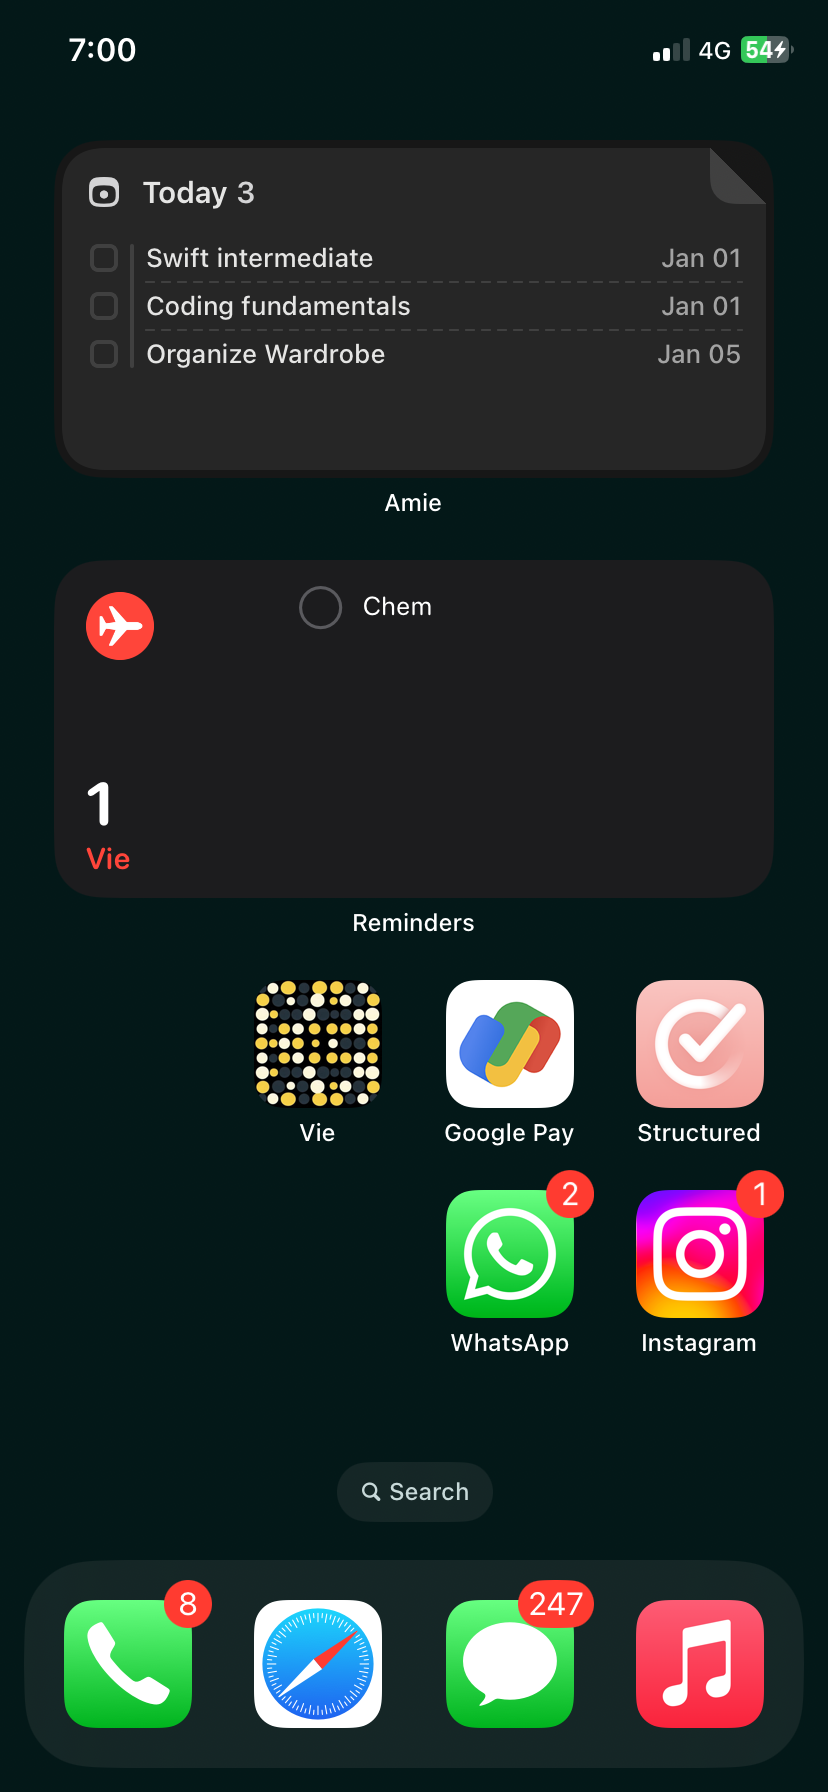 7:00 4G 54
Today 3
Swift intermediate Jan 01
Coding fundamentals Jan 01
Organize Wardrobe Jan 05
Amie
Chem
1
Vie
Reminders
Vie Google Pay Structured
2 1
WhatsApp Instagram
Search
8 247